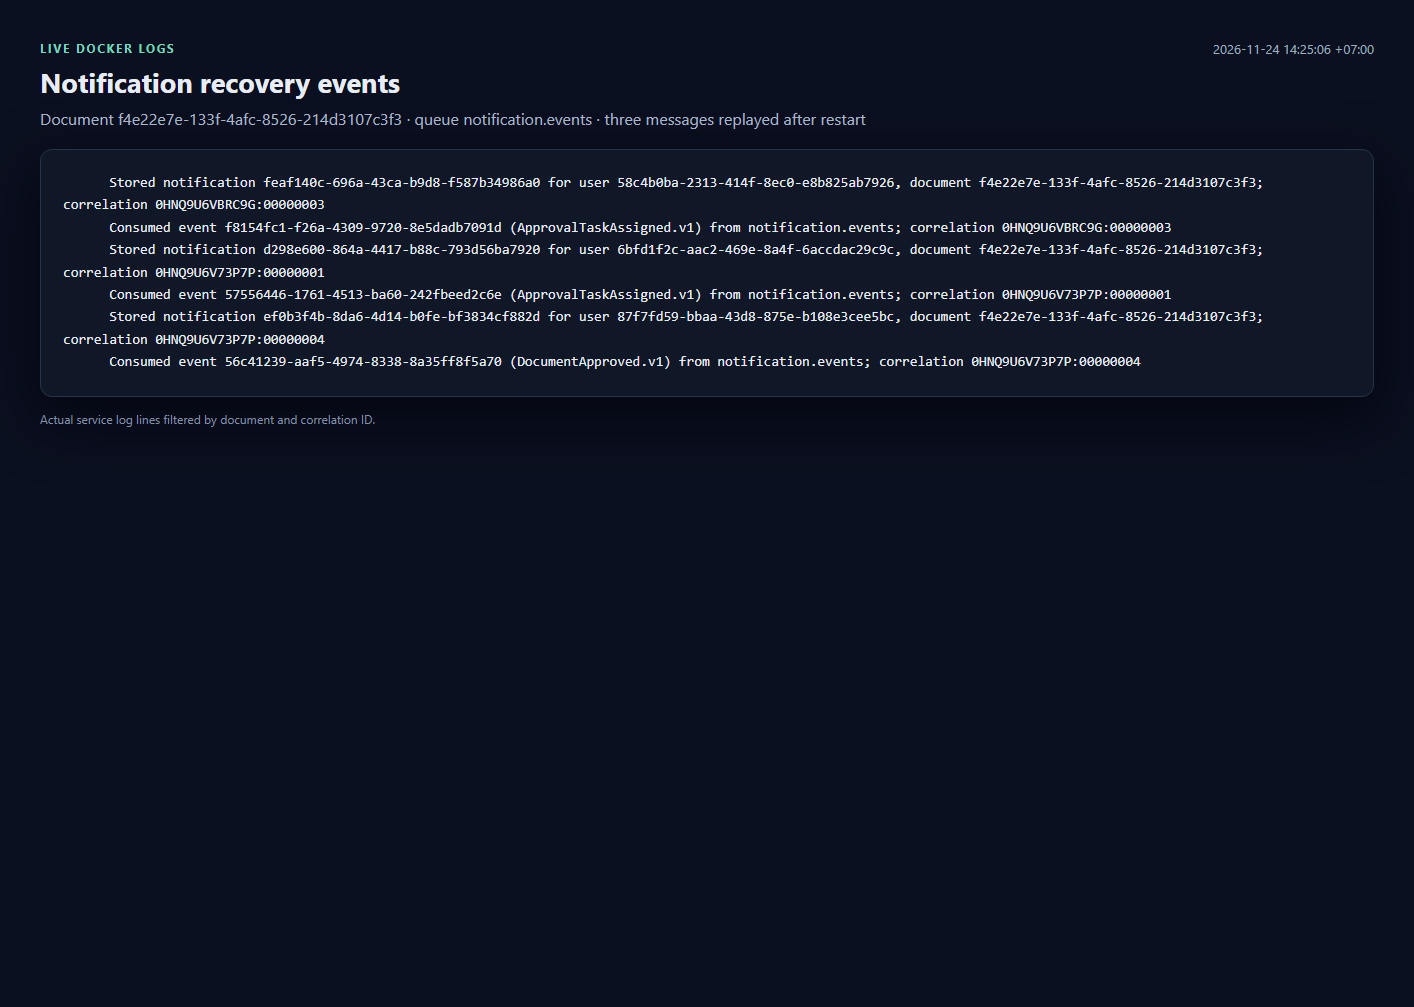 LIVE DOCKER LOGS
2026-11-24 14:25:06 +07:00
Notification recovery events
Document f4e22e7e-133f-4afc-8526-214d3107c3f3 · queue notification.events · three messages replayed after restart
Stored notification feaf140c-696a-43ca-b9d8-f587b34986a0 for user 58c4b0ba-2313-414f-8ec0-e8b825ab7926, document f4e22e7e-133f-4afc-8526-214d3107c3f3;
correlation 0HNQ9U6VBRC9G:00000003
Consumed event f8154fc1-f26a-4309-9720-8e5dadb7091d (ApprovalTaskAssigned.v1) from notification.events; correlation 0HNQ9U6VBRC9G:00000003
Stored notification d298e600-864a-4417-b88c-793d56ba7920 for user 6bfd1f2c-aac2-469e-8a4f-6accdac29c9c, document f4e22e7e-133f-4afc-8526-214d3107c3f3;
correlation 0HNQ9U6V73P7P:00000001
Consumed event 57556446-1761-4513-ba60-242fbeed2c6e (ApprovalTaskAssigned.v1) from notification.events; correlation 0HNQ9U6V73P7P:00000001
Stored notification ef0b3f4b-8da6-4d14-b0fe-bf3834cf882d for user 87f7fd59-bbaa-43d8-875e-b108e3cee5bc, document f4e22e7e-133f-4afc-8526-214d3107c3f3;
correlation 0HNQ9U6V73P7P:00000004
Consumed event 56c41239-aaf5-4974-8338-8a35ff8f5a70 (DocumentApproved.v1) from notification.events; correlation 0HNQ9U6V73P7P:00000004
Actual service log lines filtered by document and correlation ID.